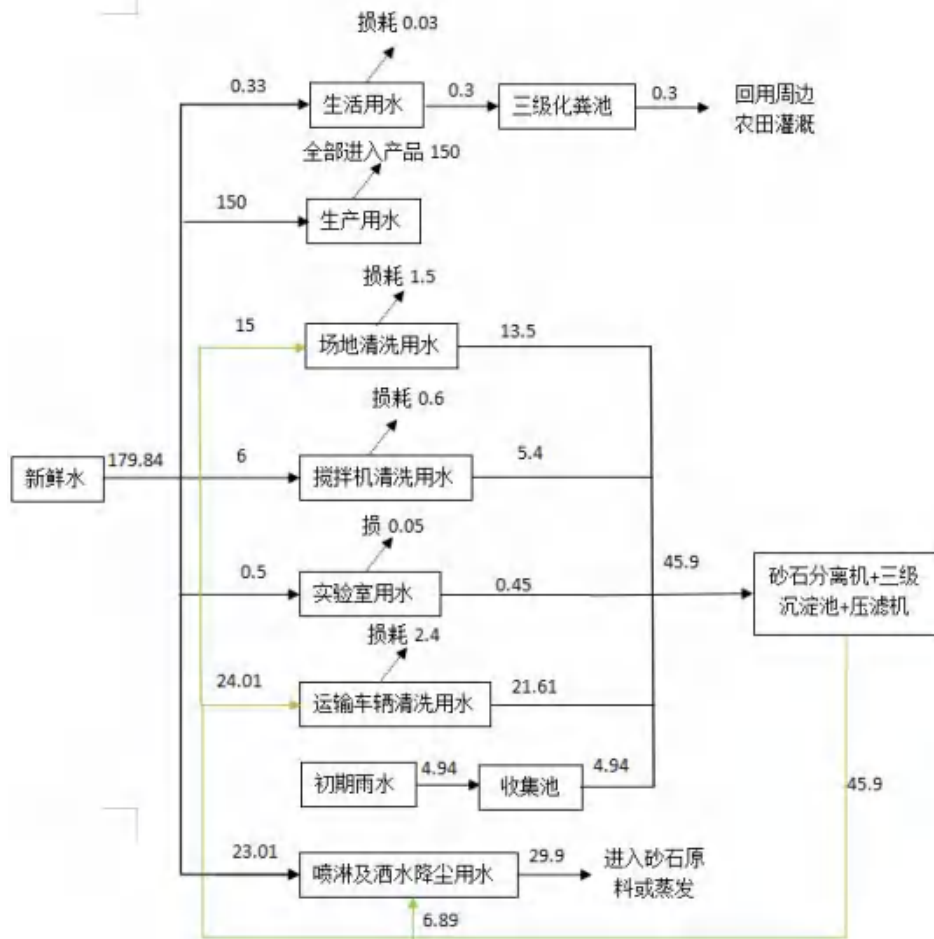 损耗 0.03
0.33
生活用水
0.3
三级化粪池
0.3
回用周边
农田灌溉
全部进入产品 150
150
生产用水
损耗 1.5
15
场地清洗用水
13.5
损耗 0.6
新鲜水
179.84
6
搅拌机清洗用水
5.4
损 0.05
0.5
实验室用水
0.45
45.9
砂石分离机+三级
沉淀池+压滤机
损耗 2.4
24.01
运输车辆清洗用水
21.61
初期雨水
4.94
收集池
4.94
45.9
23.01
喷淋及洒水降尘用水
29.9
进入砂石原
料或蒸发
6.89